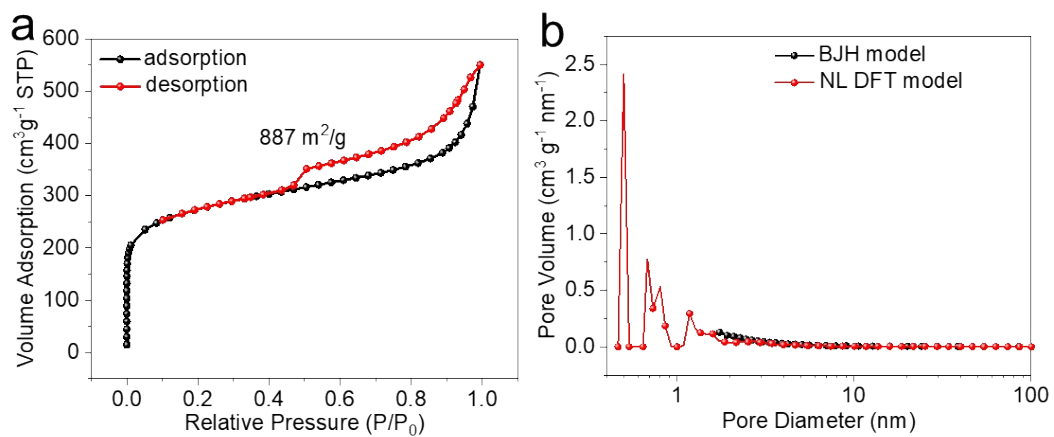 a
600
500
400
300
200
100
0
Volume Adsorption (cm³g⁻¹ STP)
adsorption
desorption
887 m²/g
0.0 0.2 0.4 0.6 0.8 1.0
Relative Pressure (P/P₀)
b
2.5
2.0
1.5
1.0
0.5
0.0
Pore Volume (cm³ g⁻¹ nm⁻¹)
BJH model
NL DFT model
1 10 100
Pore Diameter (nm)